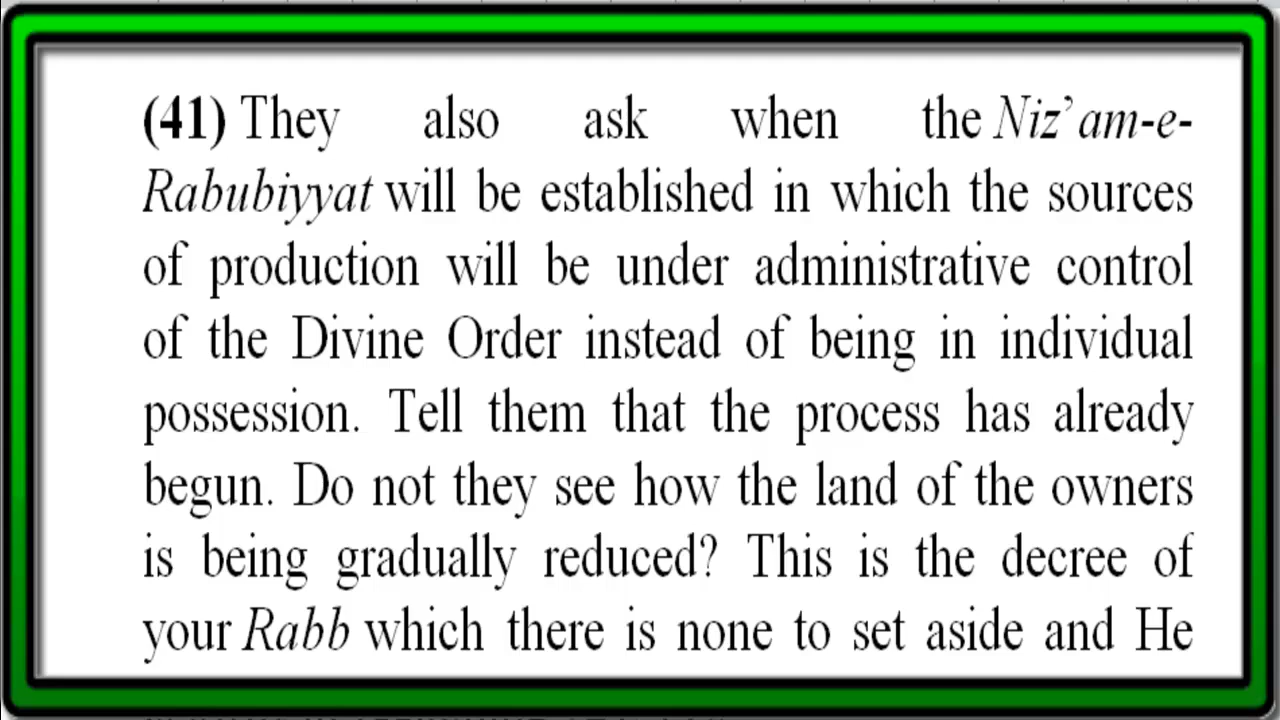 (41) They also ask when the Niz’am-e-
Rabubiyyat will be established in which the sources
of production will be under administrative control
of the Divine Order instead of being in individual
possession. Tell them that the process has already
begun. Do not they see how the land of the owners
is being gradually reduced? This is the decree of
your Rabb which there is none to set aside and He